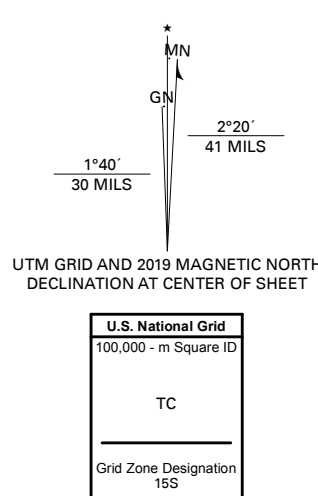 ★
MN
GN
2°20´
41 MILS
1°40´
30 MILS
UTM GRID AND 2019 MAGNETIC NORTH
DECLINATION AT CENTER OF SHEET
U.S. National Grid
100,000 - m Square ID
TC
Grid Zone Designation
15S